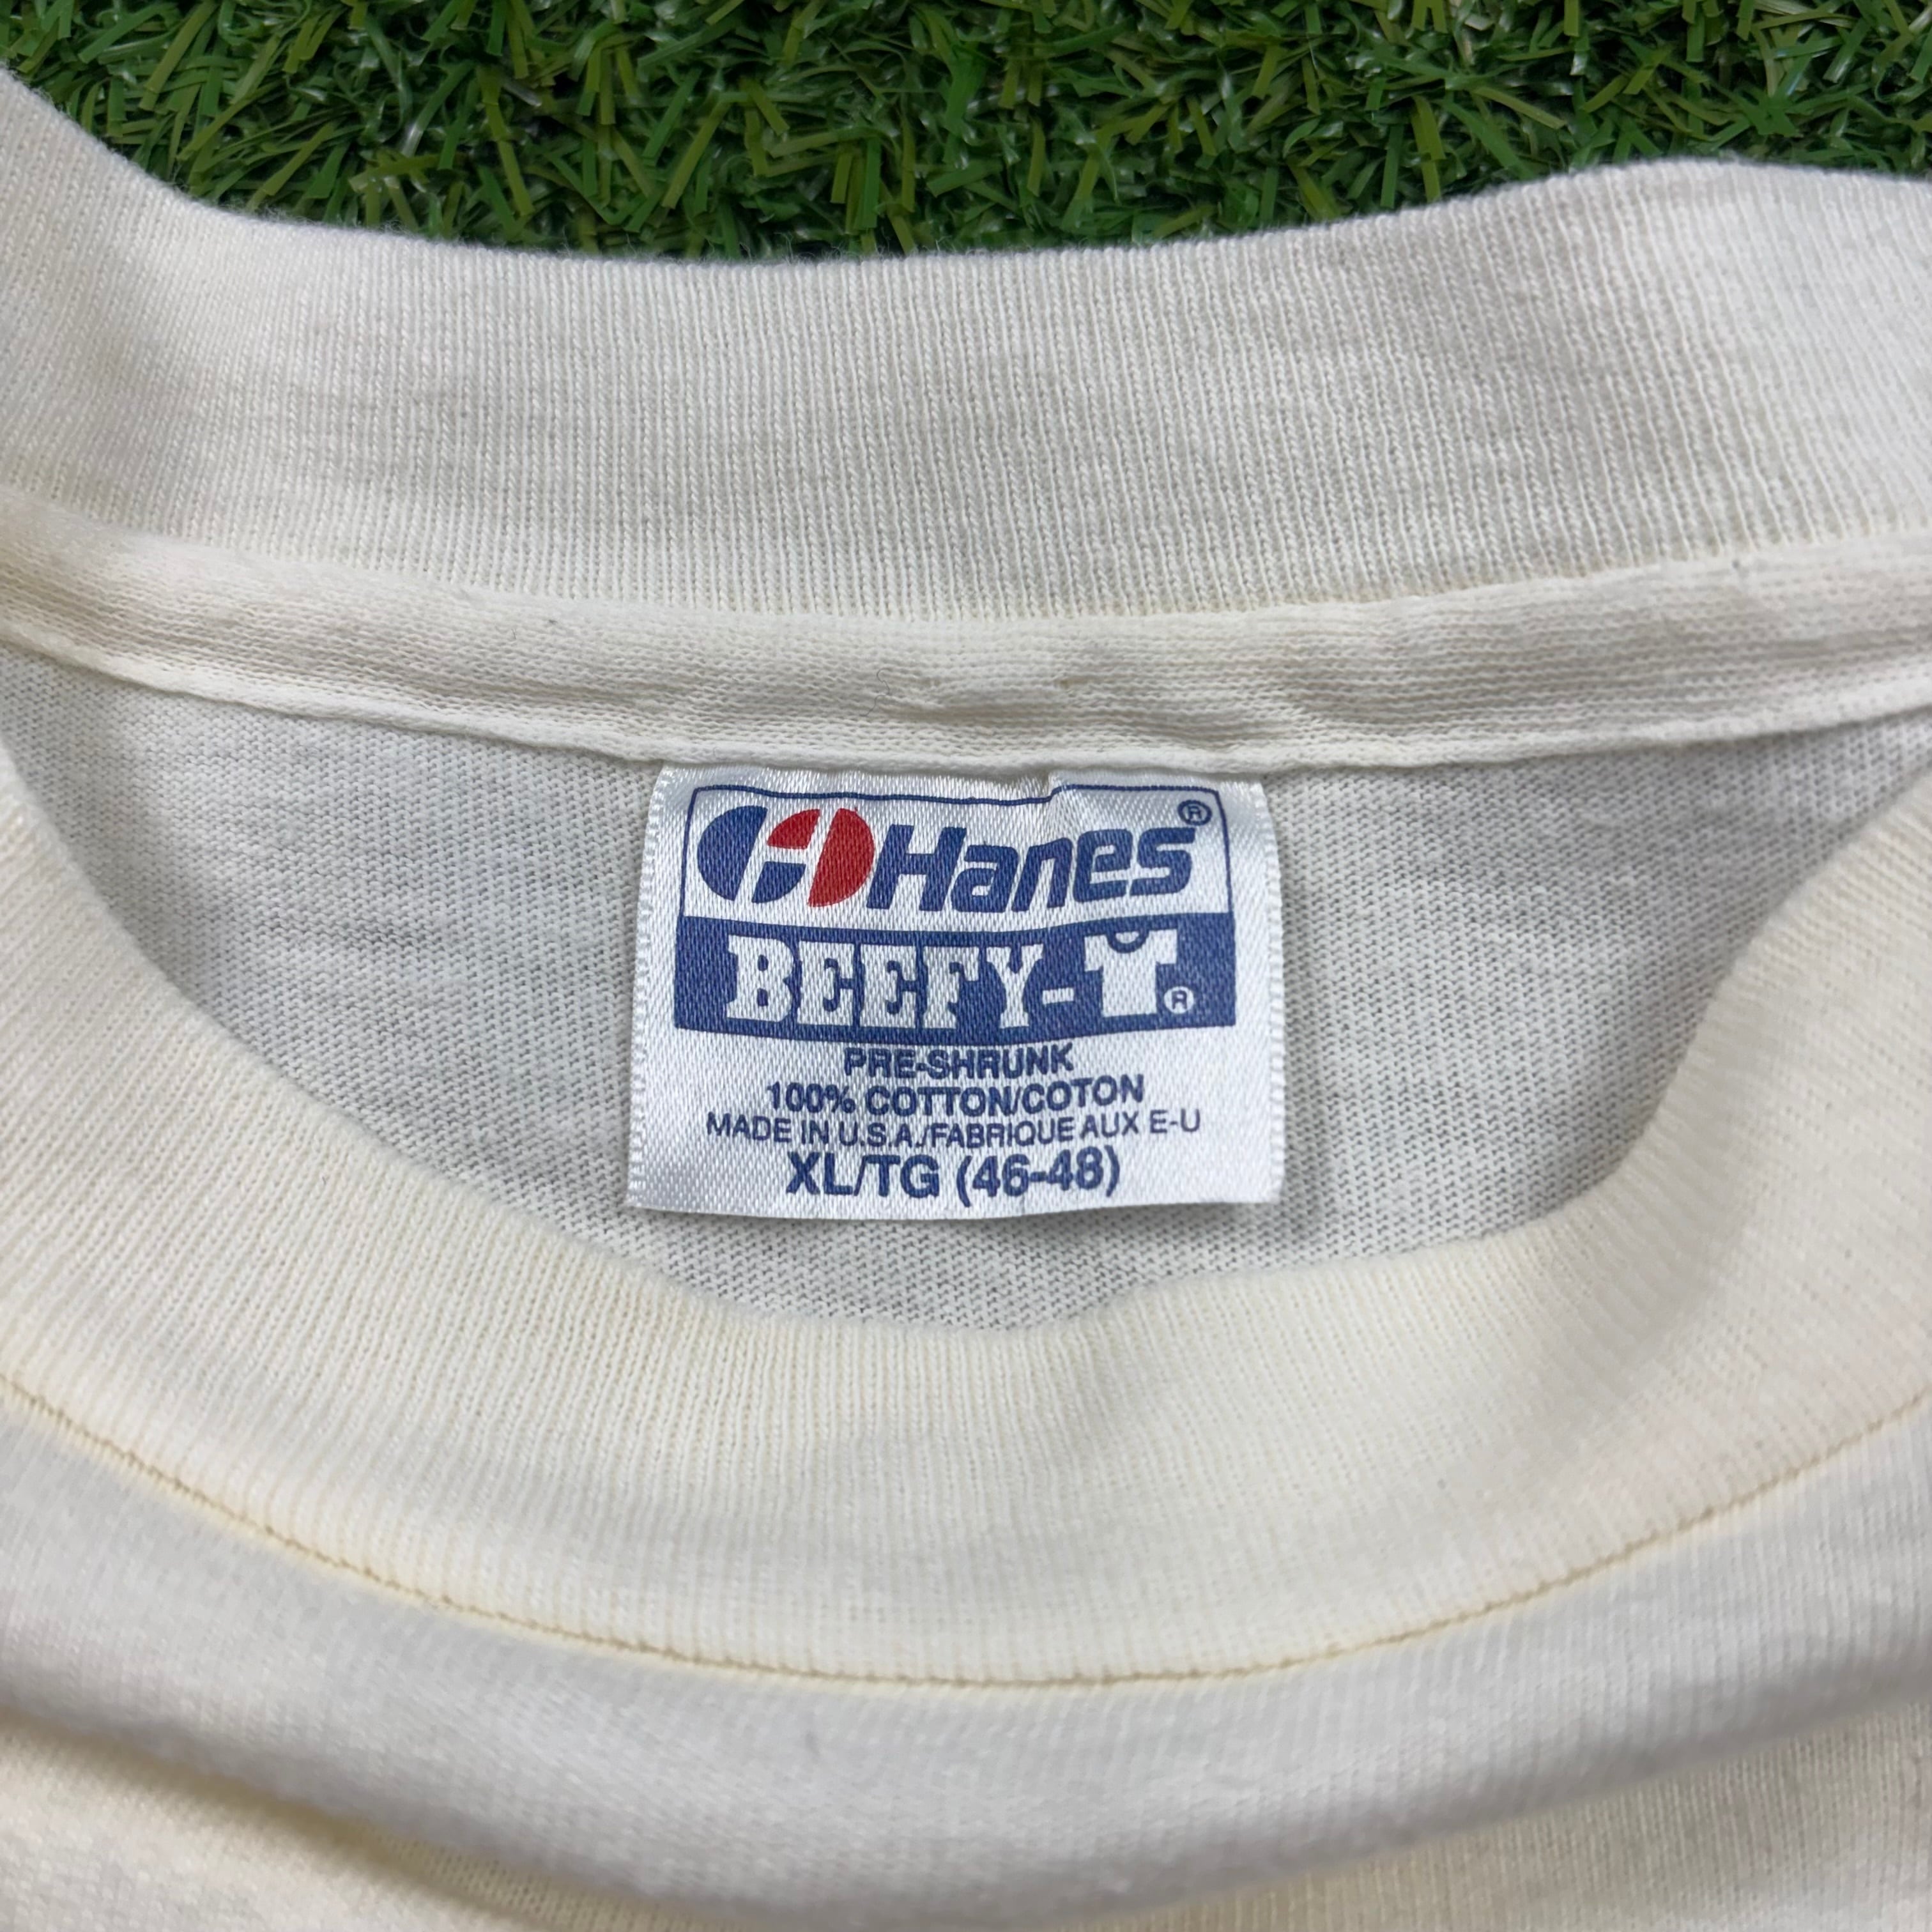 Hanes®
BEEFY-T®
PRE-SHRUNK
100% COTTON/COTON
MADE IN U.S.A./FABRIQUE AUX E-U
XL/TG (46-48)